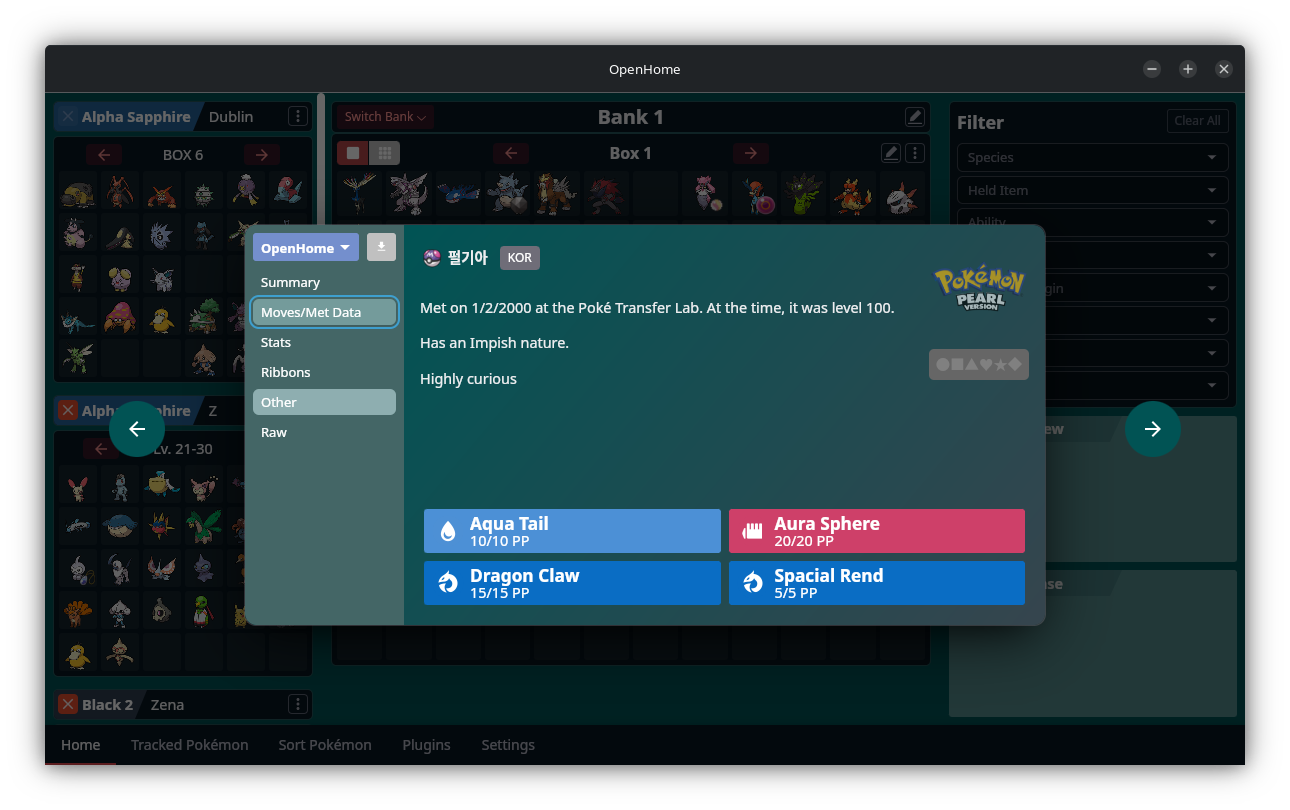 OpenHome
Alpha Sapphire
Dublin
BOX 6
Switch Bank
Bank 1
Box 1
Filter
Clear All
Species
Held Item
Ability
gin
OpenHome
Summary
Moves/Met Data
Stats
Ribbons
Other
Raw
펄기아
KOR
Met on 1/2/2000 at the Poké Transfer Lab. At the time, it was level 100.
Has an Impish nature.
Highly curious
POKéMON
PEARL
VERSION
Aqua Tail
10/10 PP
Aura Sphere
20/20 PP
Dragon Claw
15/15 PP
Spacial Rend
5/5 PP
Alpha Sapphire
Z
Lv. 21-30
ew
se
Black 2
Zena
Home
Tracked Pokémon
Sort Pokémon
Plugins
Settings